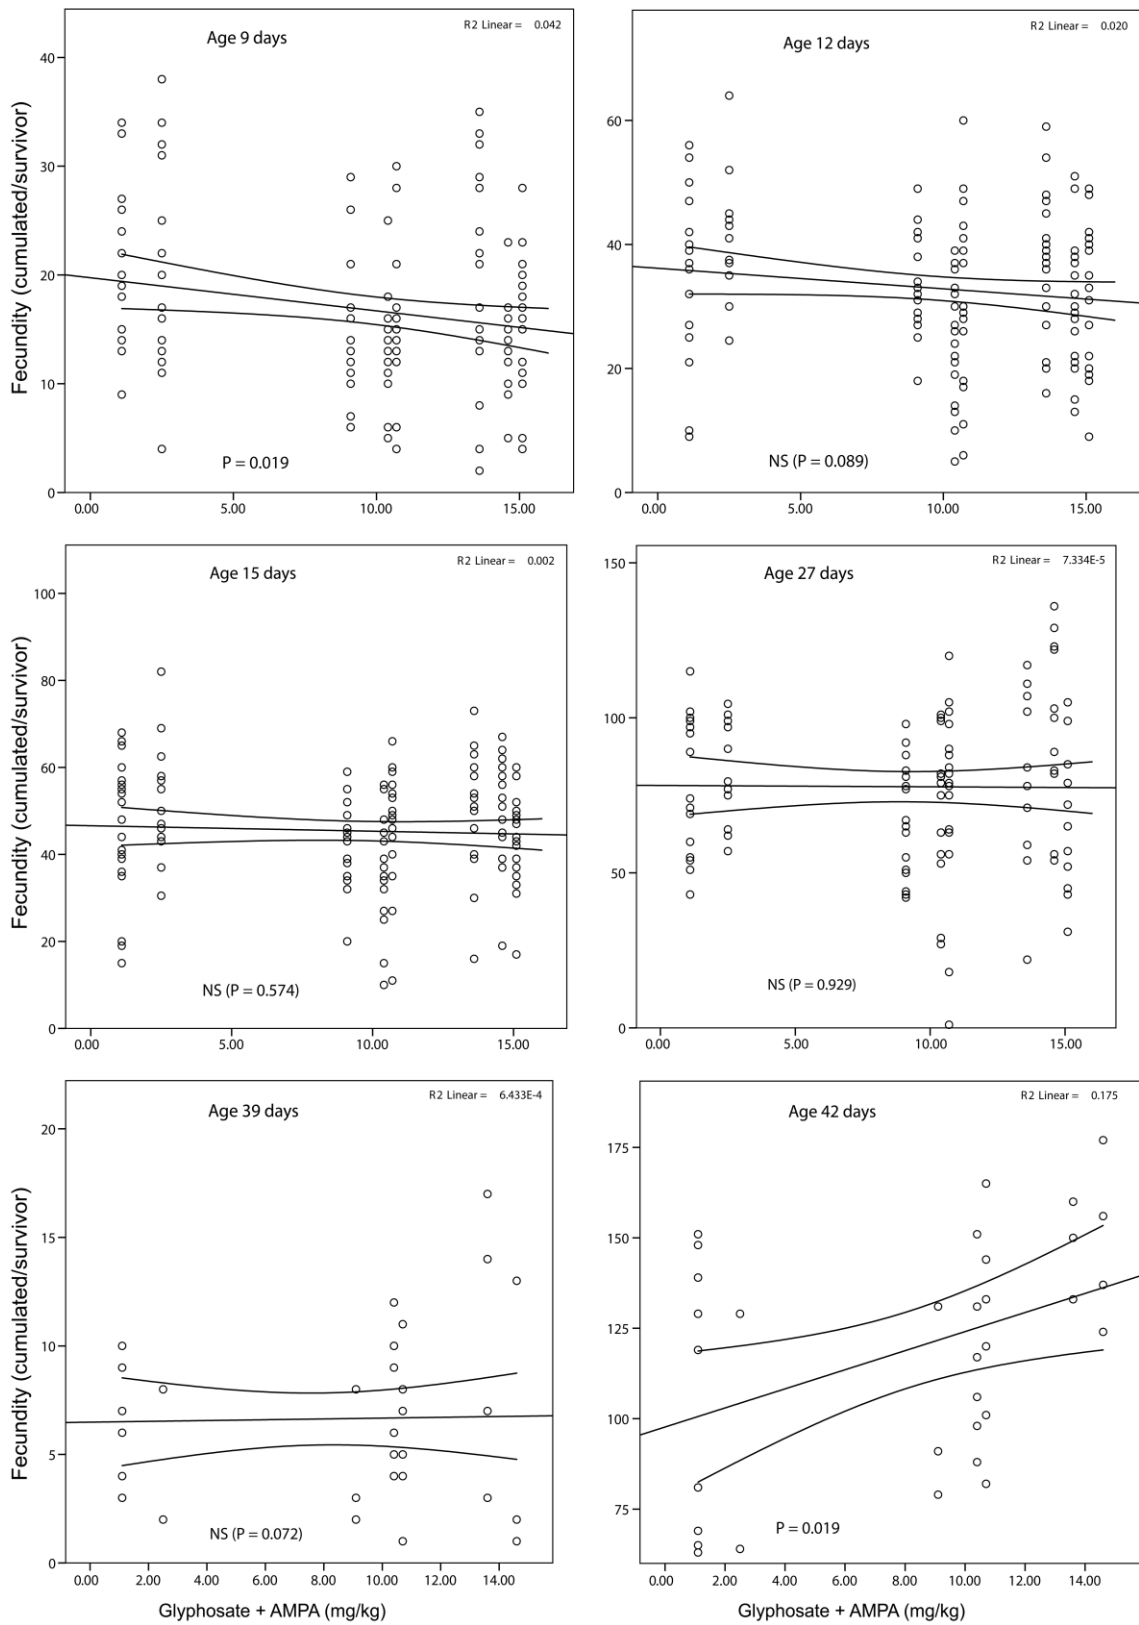 Age 9 days
R2 Linear = 0.042
Fecundity (cumulated/survivor)
40
30
20
10
0
P = 0.019
0.00 5.00 10.00 15.00
Age 12 days
R2 Linear = 0.020
60
40
20
0
NS (P = 0.089)
0.00 5.00 10.00 15.00
Age 15 days
R2 Linear = 0.002
Fecundity (cumulated/survivor)
100
80
60
40
20
0
NS (P = 0.574)
0.00 5.00 10.00 15.00
Age 27 days
R2 Linear = 7.334E-5
150
100
50
0
NS (P = 0.929)
0.00 5.00 10.00 15.00
Age 39 days
R2 Linear = 6.433E-4
Fecundity (cumulated/survivor)
20
15
10
5
0
NS (P = 0.072)
0.00 2.00 4.00 6.00 8.00 10.00 12.00 14.00
Glyphosate + AMPA (mg/kg)
Age 42 days
R2 Linear = 0.175
175
150
125
100
75
P = 0.019
0.00 2.00 4.00 6.00 8.00 10.00 12.00 14.00
Glyphosate + AMPA (mg/kg)